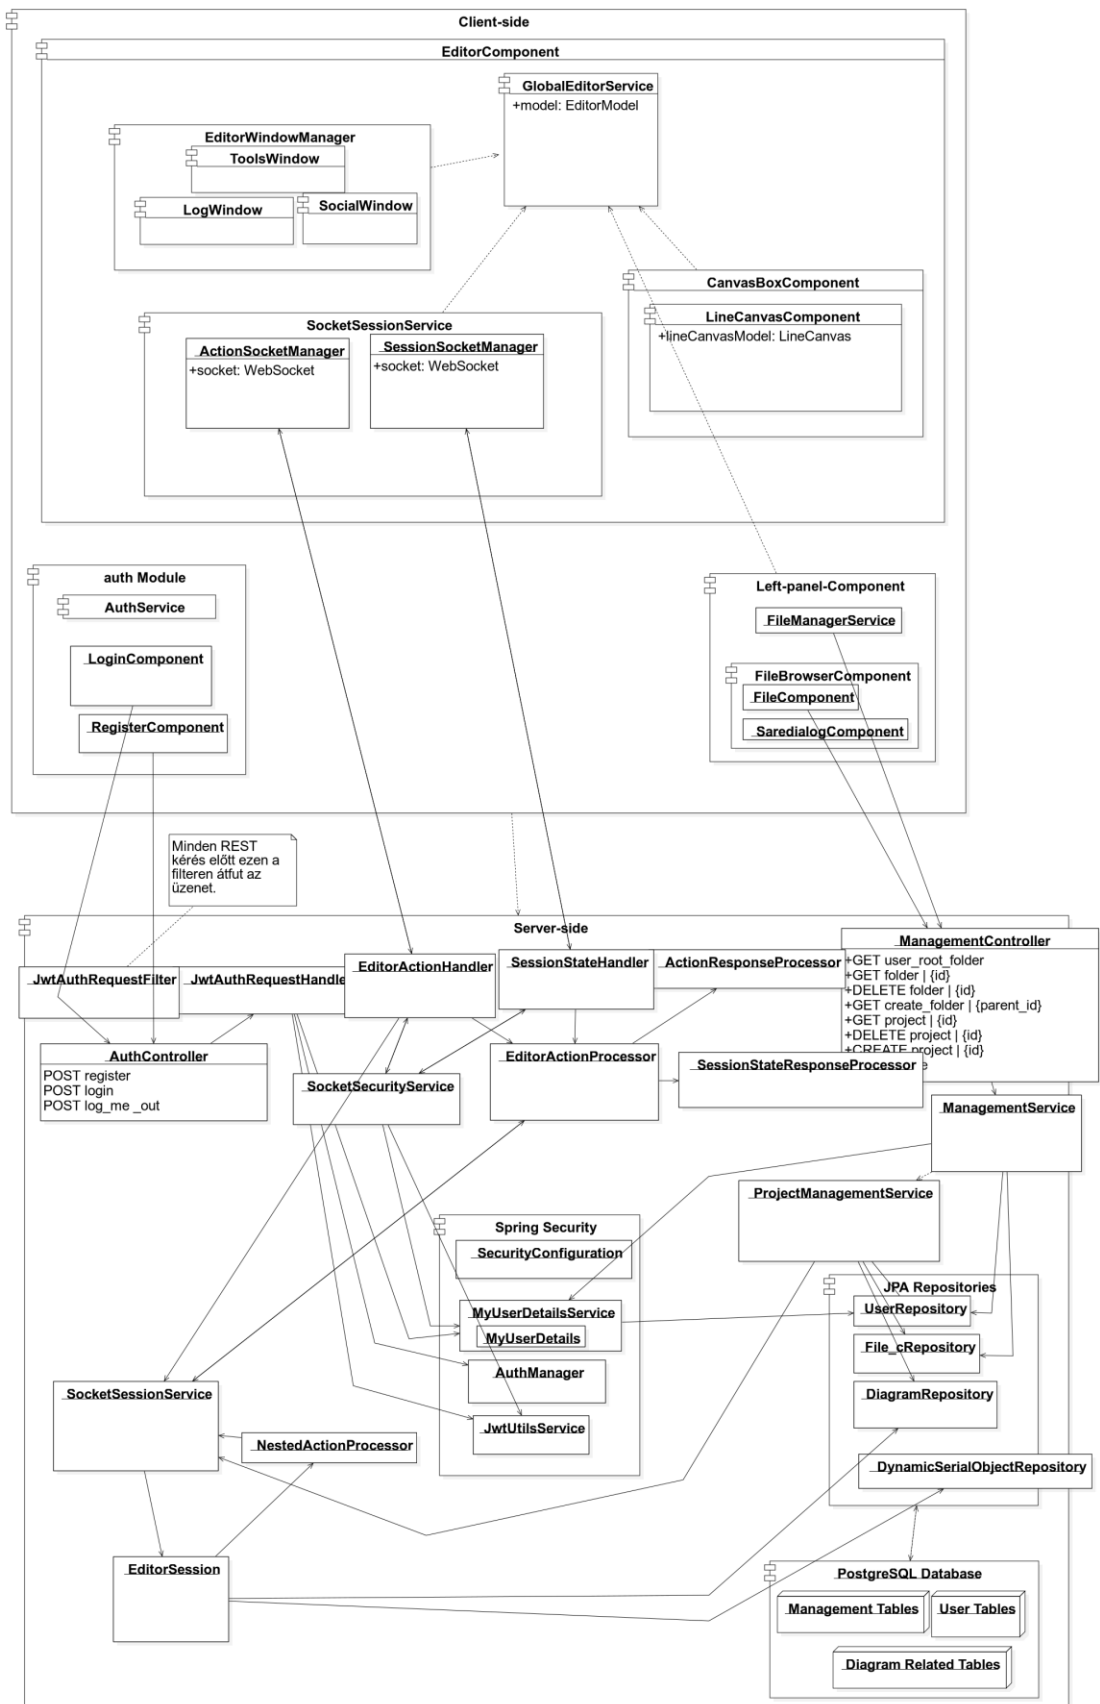 Client-side
EditorComponent
GlobalEditorService
+model: EditorModel
EditorWindowManager
ToolsWindow
LogWindow
SocialWindow
CanvasBoxComponent
LineCanvasComponent
+lineCanvasModel: LineCanvas
SocketSessionService
ActionSocketManager
+socket: WebSocket
SessionSocketManager
+socket: WebSocket
auth Module
AuthService
LoginComponent
RegisterComponent
Left-panel-Component
FileManagerService
FileBrowserComponent
FileComponent
SaredialogComponent
Minden REST
kérés előtt ezen a
filteren átfut az
üzenet.
Server-side
JwtAuthRequestFilter
JwtAuthRequestHandle
EditorActionHandler
SessionStateHandler
ActionResponseProcessor
ManagementController
+GET user_root_folder
+GET folder | {id}
+DELETE folder | {id}
+GET create_folder | {parent_id}
+GET project | {id}
+DELETE project | {id}
+CREATE project | {id}
AuthController
POST register
POST login
POST log_me _out
SocketSecurityService
EditorActionProcessor
SessionStateResponseProcessor
ManagementService
ProjectManagementService
Spring Security
SecurityConfiguration
MyUserDetailsService
MyUserDetails
AuthManager
JwtUtilsService
JPA Repositories
UserRepository
File_cRepository
DiagramRepository
DynamicSerialObjectRepository
SocketSessionService
NestedActionProcessor
EditorSession
PostgreSQL Database
Management Tables
User Tables
Diagram Related Tables